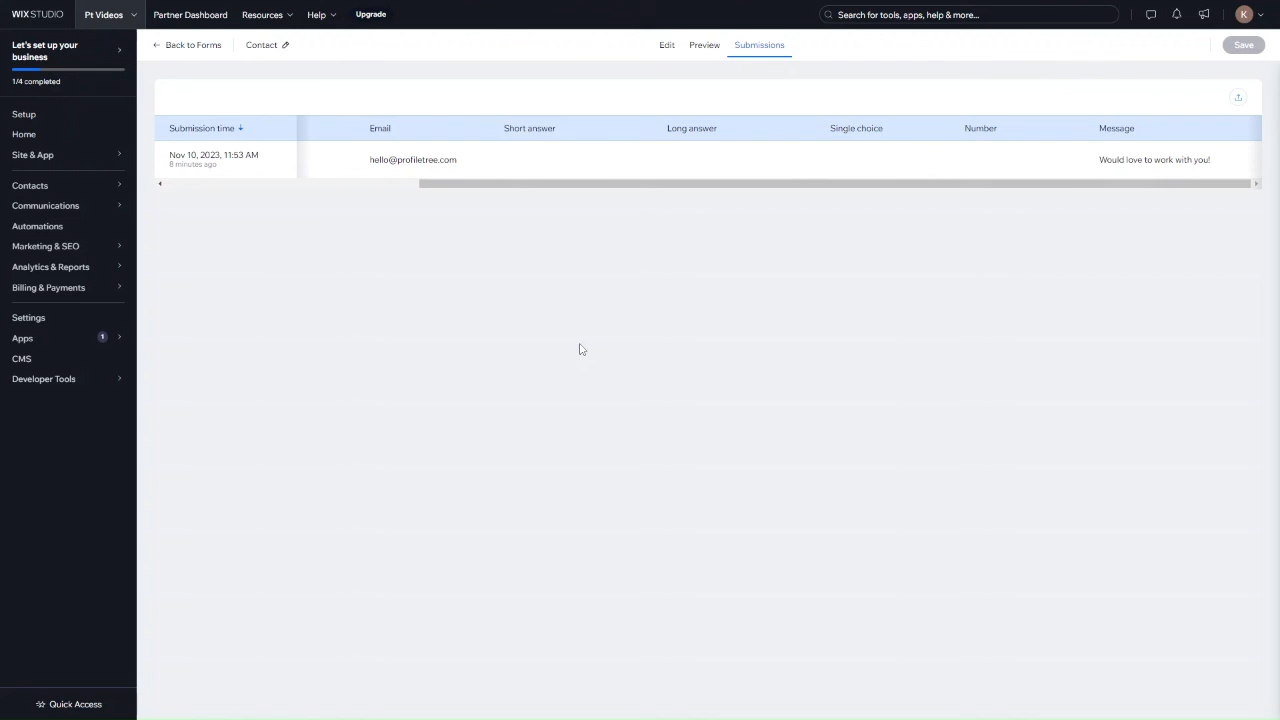 WIX STUDIO
Pt Videos
Partner Dashboard
Resources
Help
Upgrade
Search for tools, apps, help & more...
K
Let's set up your
business
1/4 completed
Setup
Home
Site & App
Contacts
Communications
Automations
Marketing & SEO
Analytics & Reports
Billing & Payments
Settings
Apps 1
CMS
Developer Tools
Quick Access
Back to Forms
Contact
Edit
Preview
Submissions
Save
Submission time Email Short answer Long answer Single choice Number Message
Nov 10, 2023, 11:53 AM
8 minutes ago
hello@profiletree.com
Would love to work with you!